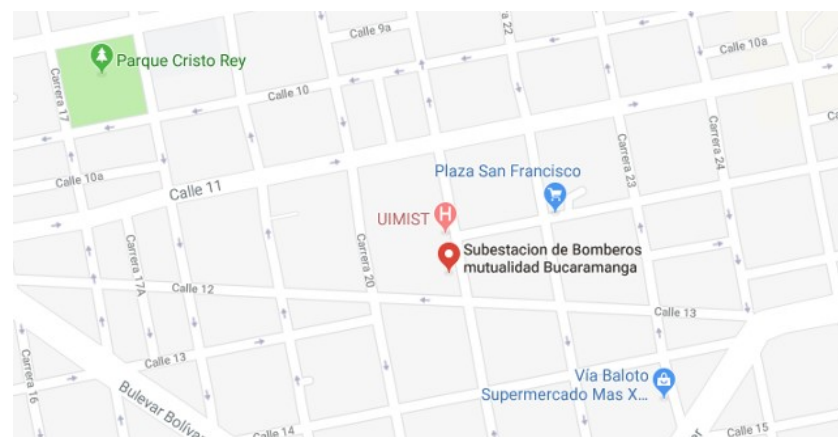 Calle 9a
22
Calle 10a
Parque Cristo Rey
Carrera 17
Calle 10
Carrera 24
Ca
Carrera 23
Calle 10a
Calle 11
Plaza San Francisco
UIMIST
Subestacion de Bomberos
mutualidad Bucaramanga
Carrera 17A
Carrera 20
Calle 12
Calle 13
Calle 13
Carrera 16
Bulevar Bolívar
Vía Baloto
Supermercado Mas X...
Calle 14
Calle 15